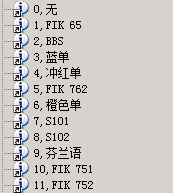 0,无
1,FIK 65
2,BBS
3,蓝单
4,冲红单
5,FIK 762
6,橙色单
7,S101
8,S102
9,芬兰语
10,FIK 751
11,FIK 752